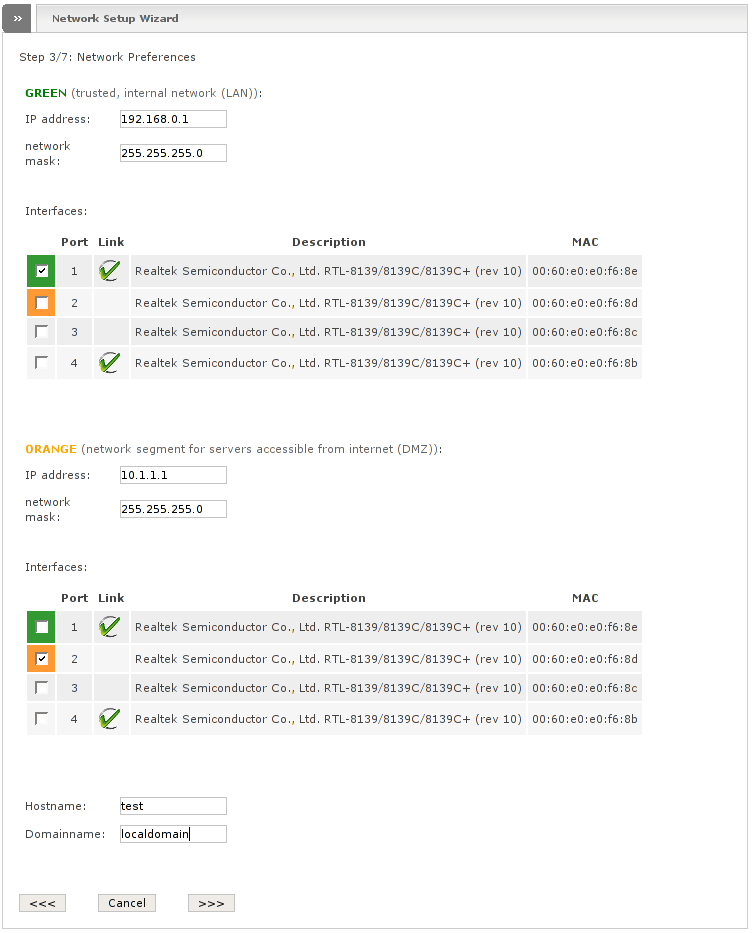 » Network Setup Wizard
Step 3/7: Network Preferences
GREEN (trusted, internal network (LAN)):
IP address: 192.168.0.1
network
mask: 255.255.255.0
Interfaces:
Port Link Description MAC
1 Realtek Semiconductor Co., Ltd. RTL-8139/8139C/8139C+ (rev 10) 00:60:e0:e0:f6:8e
2 Realtek Semiconductor Co., Ltd. RTL-8139/8139C/8139C+ (rev 10) 00:60:e0:e0:f6:8d
3 Realtek Semiconductor Co., Ltd. RTL-8139/8139C/8139C+ (rev 10) 00:60:e0:e0:f6:8c
4 Realtek Semiconductor Co., Ltd. RTL-8139/8139C/8139C+ (rev 10) 00:60:e0:e0:f6:8b
ORANGE (network segment for servers accessible from internet (DMZ)):
IP address: 10.1.1.1
network
mask: 255.255.255.0
Interfaces:
Port Link Description MAC
1 Realtek Semiconductor Co., Ltd. RTL-8139/8139C/8139C+ (rev 10) 00:60:e0:e0:f6:8e
2 Realtek Semiconductor Co., Ltd. RTL-8139/8139C/8139C+ (rev 10) 00:60:e0:e0:f6:8d
3 Realtek Semiconductor Co., Ltd. RTL-8139/8139C/8139C+ (rev 10) 00:60:e0:e0:f6:8c
4 Realtek Semiconductor Co., Ltd. RTL-8139/8139C/8139C+ (rev 10) 00:60:e0:e0:f6:8b
Hostname: test
Domainname: localdomain
<<< Cancel >>>